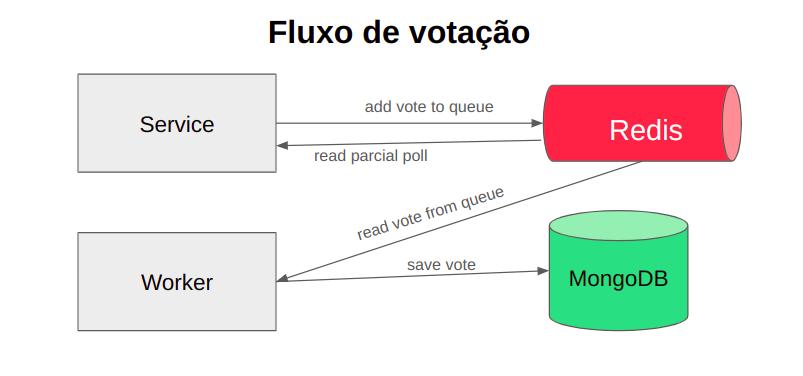 Fluxo de votação
Service
add vote to queue
Redis
read parcial poll
read vote from queue
Worker
save vote
MongoDB